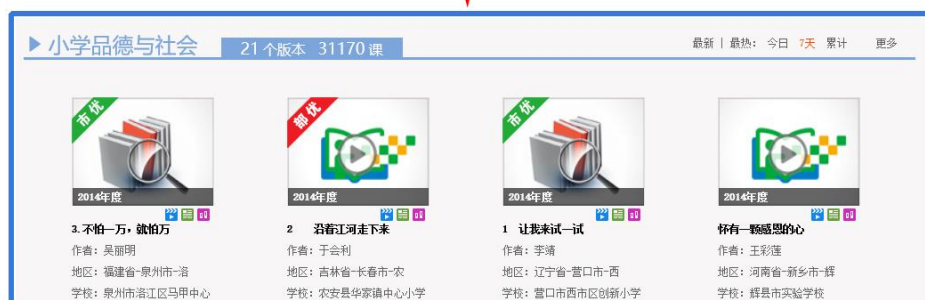 小学品德与社会 21 个版本 31170 课 最新 | 最热： 今日 7天 累计 更多
市优 部优 市优
2014年度 2014年度 2014年度 2014年度
3.不怕一万，就怕万 2 沿着江河走下来 1 让我来试一试 怀有一颗感恩的心
作者：吴丽明 作者：于会利 作者：李婧 作者：王彩莲
地区：福建省-泉州市-洛 地区：吉林省-长春市-农 地区：辽宁省-营口市-西 地区：河南省-新乡市-辉
学校：泉州市洛江区马甲中心 学校：农安县华家镇中心小学 学校：营口市西市区创新小学 学校：辉县市实验学校